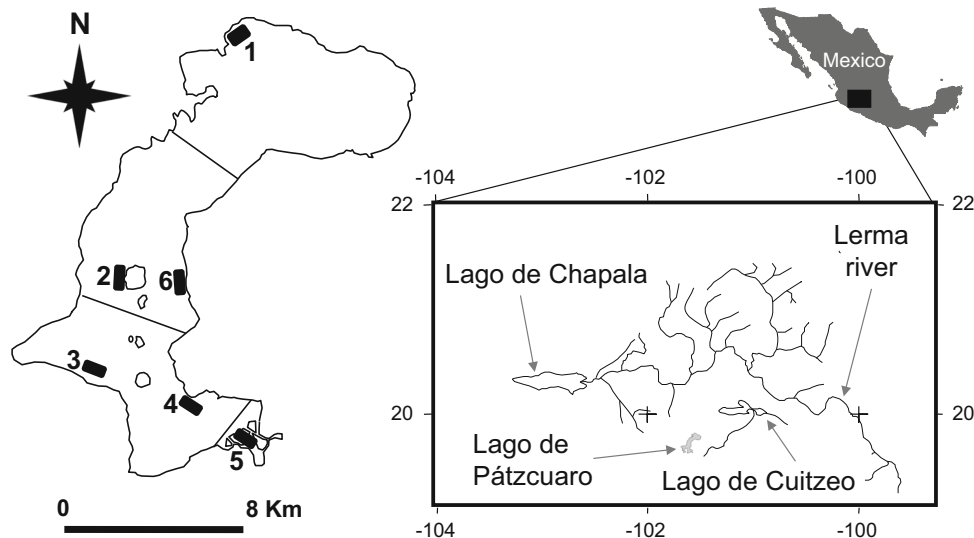 N
1
2
6
3
4
5
0
8 Km
Mexico
-104
-102
-100
22
22
Lerma
river
Lago de Chapala
20
20
Lago de
Pátzcuaro
Lago de Cuitzeo
-104
-102
-100